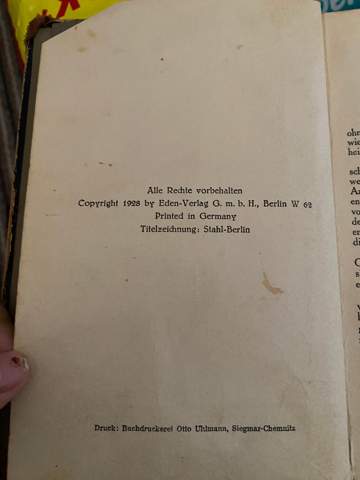 Alle Rechte vorbehalten
Copyright 1928 by Eden-Verlag G. m. b. H., Berlin W 62
Printed in Germany
Titelzeichnung: Stahl-Berlin
Druck: Buchdruckerei Otto Uhlmann, Siegmar-Chemnitz